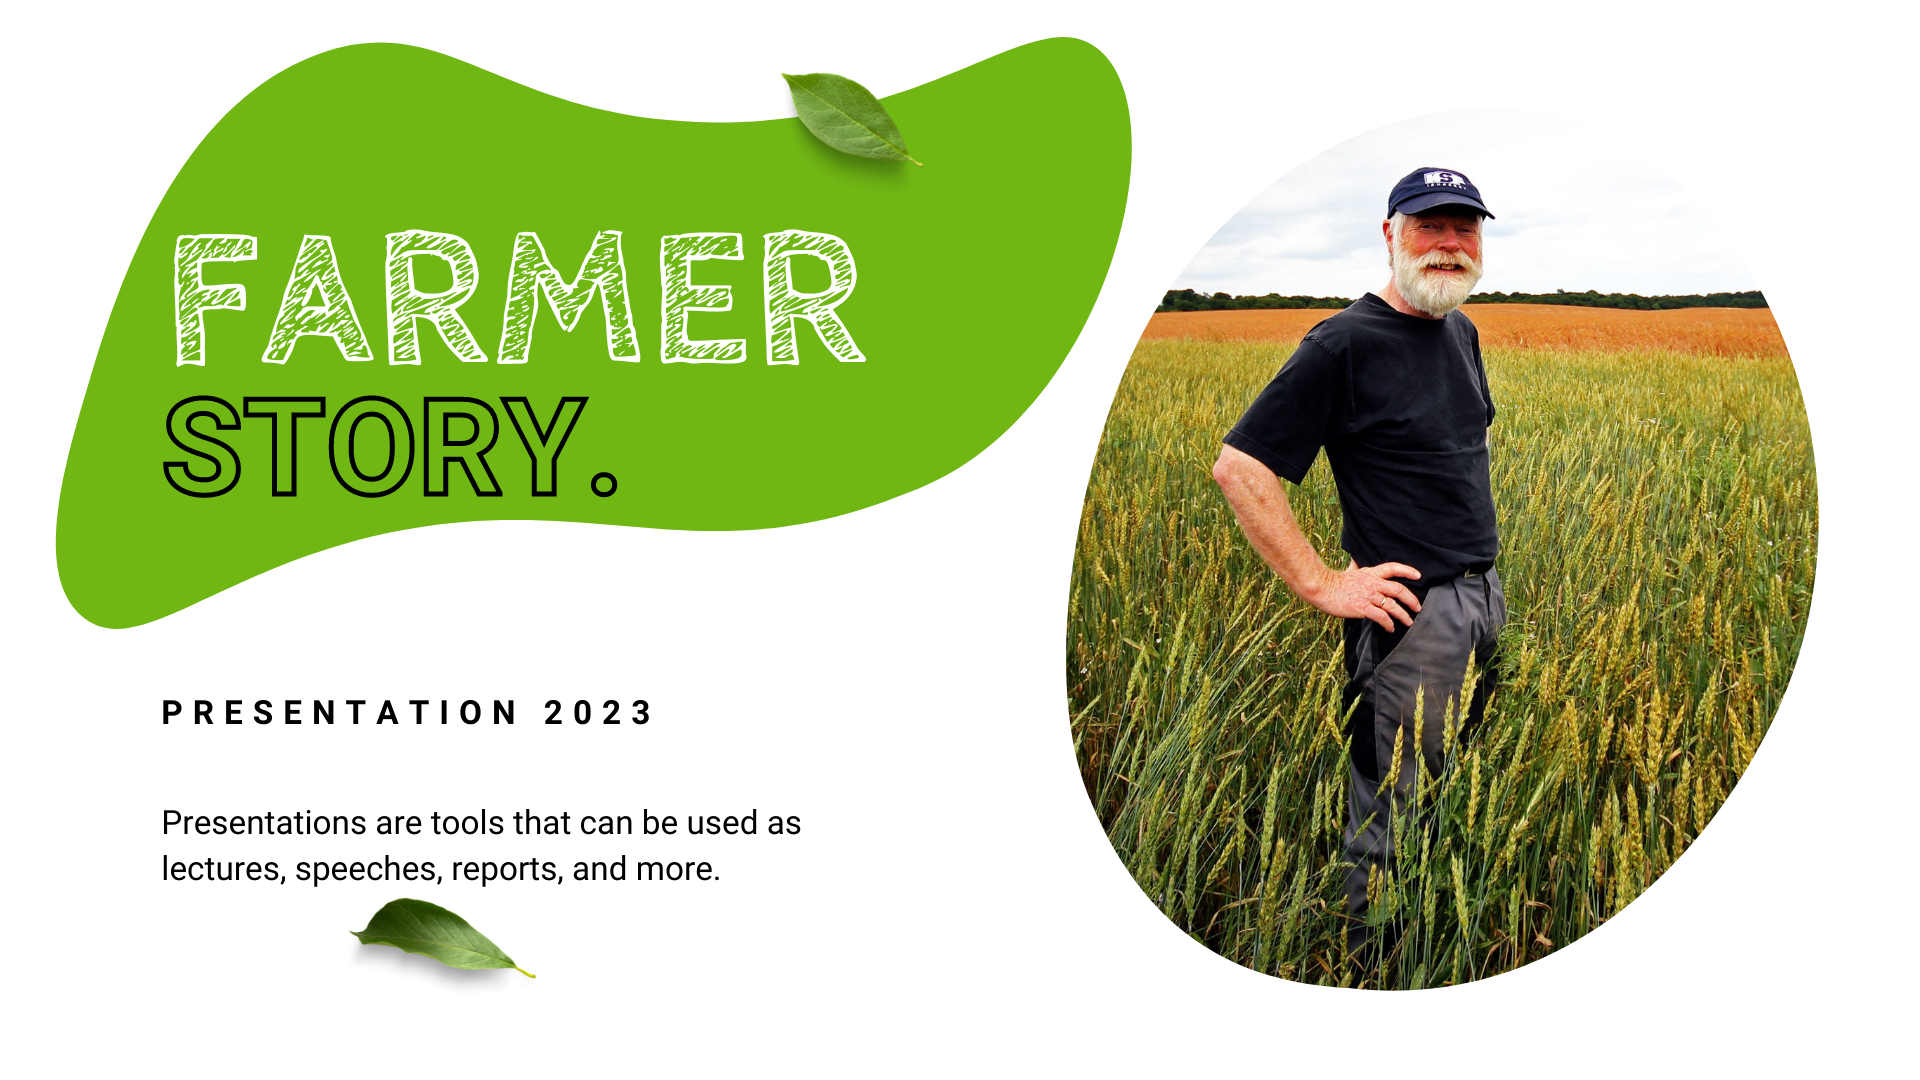 FARMER
STORY.
PRESENTATION 2023
Presentations are tools that can be used as
lectures, speeches, reports, and more.
S